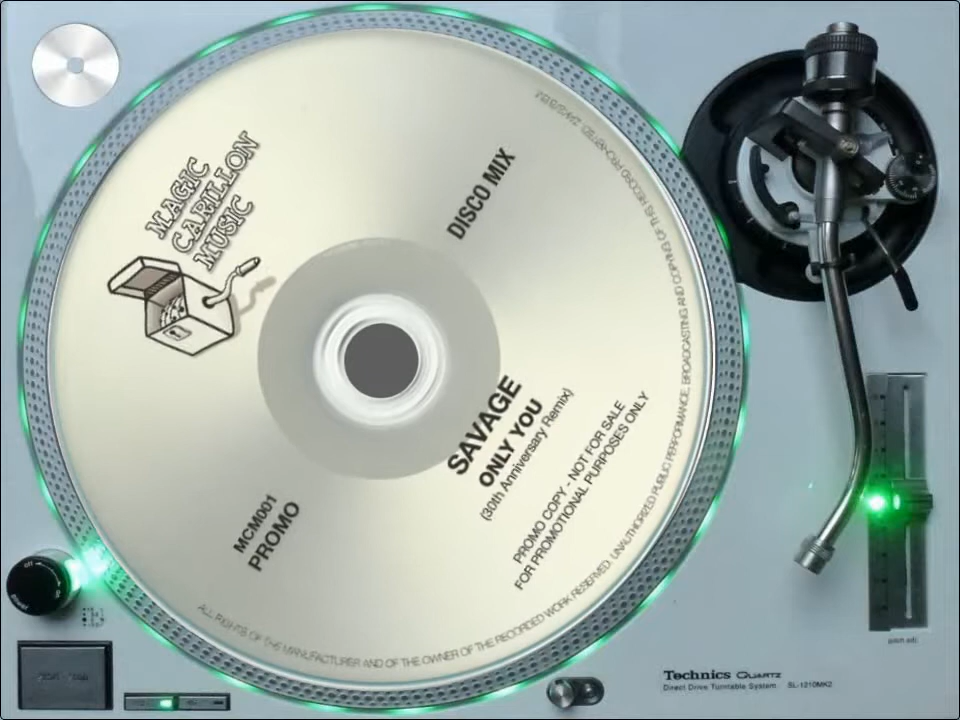 MAGIC
CARILLON
MUSIC
DISCO MIX
SAVAGE
ONLY YOU
(30th Anniversary Remix)
PROMO COPY - NOT FOR SALE
FOR PROMOTIONAL PURPOSES ONLY
MCM001
PROMO
ALL RIGHTS OF THE MANUFACTURER AND OF THE OWNER OF THE RECORDED WORK RESERVED. UNAUTHORIZED PUBLIC PERFORMANCE, BROADCASTING AND COPYING OF THIS RECORD PROHIBITED.
Technics QUARTZ
Direct Drive Turntable System SL-1210MK2
pitch adj.